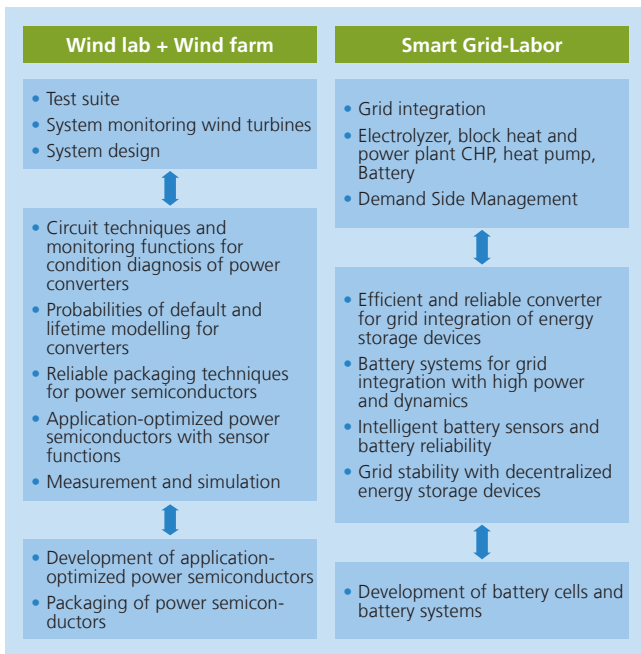 Wind lab + Wind farm
• Test suite
• System monitoring wind turbines
• System design
• Circuit techniques and
monitoring functions for
condition diagnosis of power
converters
• Probabilities of default and
lifetime modelling for
converters
• Reliable packaging techniques
for power semiconductors
• Application-optimized power
semiconductors with sensor
functions
• Measurement and simulation
• Development of application-
optimized power semiconductors
• Packaging of power semicon-
ductors
Smart Grid-Labor
• Grid integration
• Electrolyzer, block heat and
power plant CHP, heat pump,
Battery
• Demand Side Management
• Efficient and reliable converter
for grid integration of energy
storage devices
• Battery systems for grid
integration with high power
and dynamics
• Intelligent battery sensors and
battery reliability
• Grid stability with decentralized
energy storage devices
• Development of battery cells and
battery systems